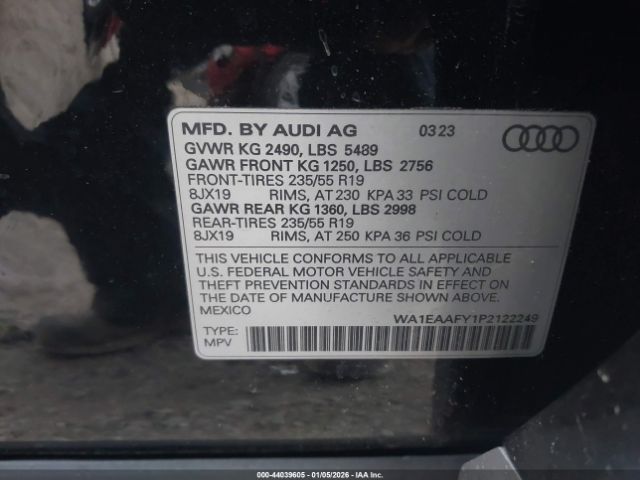 MFD. BY AUDI AG 03 23
GVWR KG 2490, LBS 5489
GAWR FRONT KG 1250, LBS 2756
FRONT-TIRES 235/55 R19
8JX19 RIMS, AT 230 KPA 33 PSI COLD
GAWR REAR KG 1360, LBS 2998
REAR-TIRES 235/55 R19
8JX19 RIMS, AT 250 KPA 36 PSI COLD
THIS VEHICLE CONFORMS TO ALL APPLICABLE
U.S. FEDERAL MOTOR VEHICLE SAFETY AND
THEFT PREVENTION STANDARDS IN EFFECT ON
THE DATE OF MANUFACTURE SHOWN ABOVE.
MEXICO
WA1EAAFY1P2122249
TYPE:
MPV
000-44039605 - 01/05/2026 - IAA Inc.